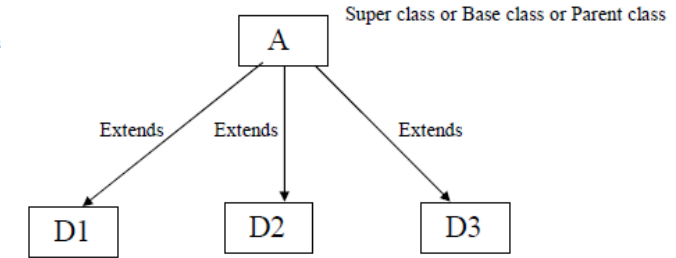 Super class or Base class or Parent class
A
Extends
Extends
Extends
D1
D2
D3